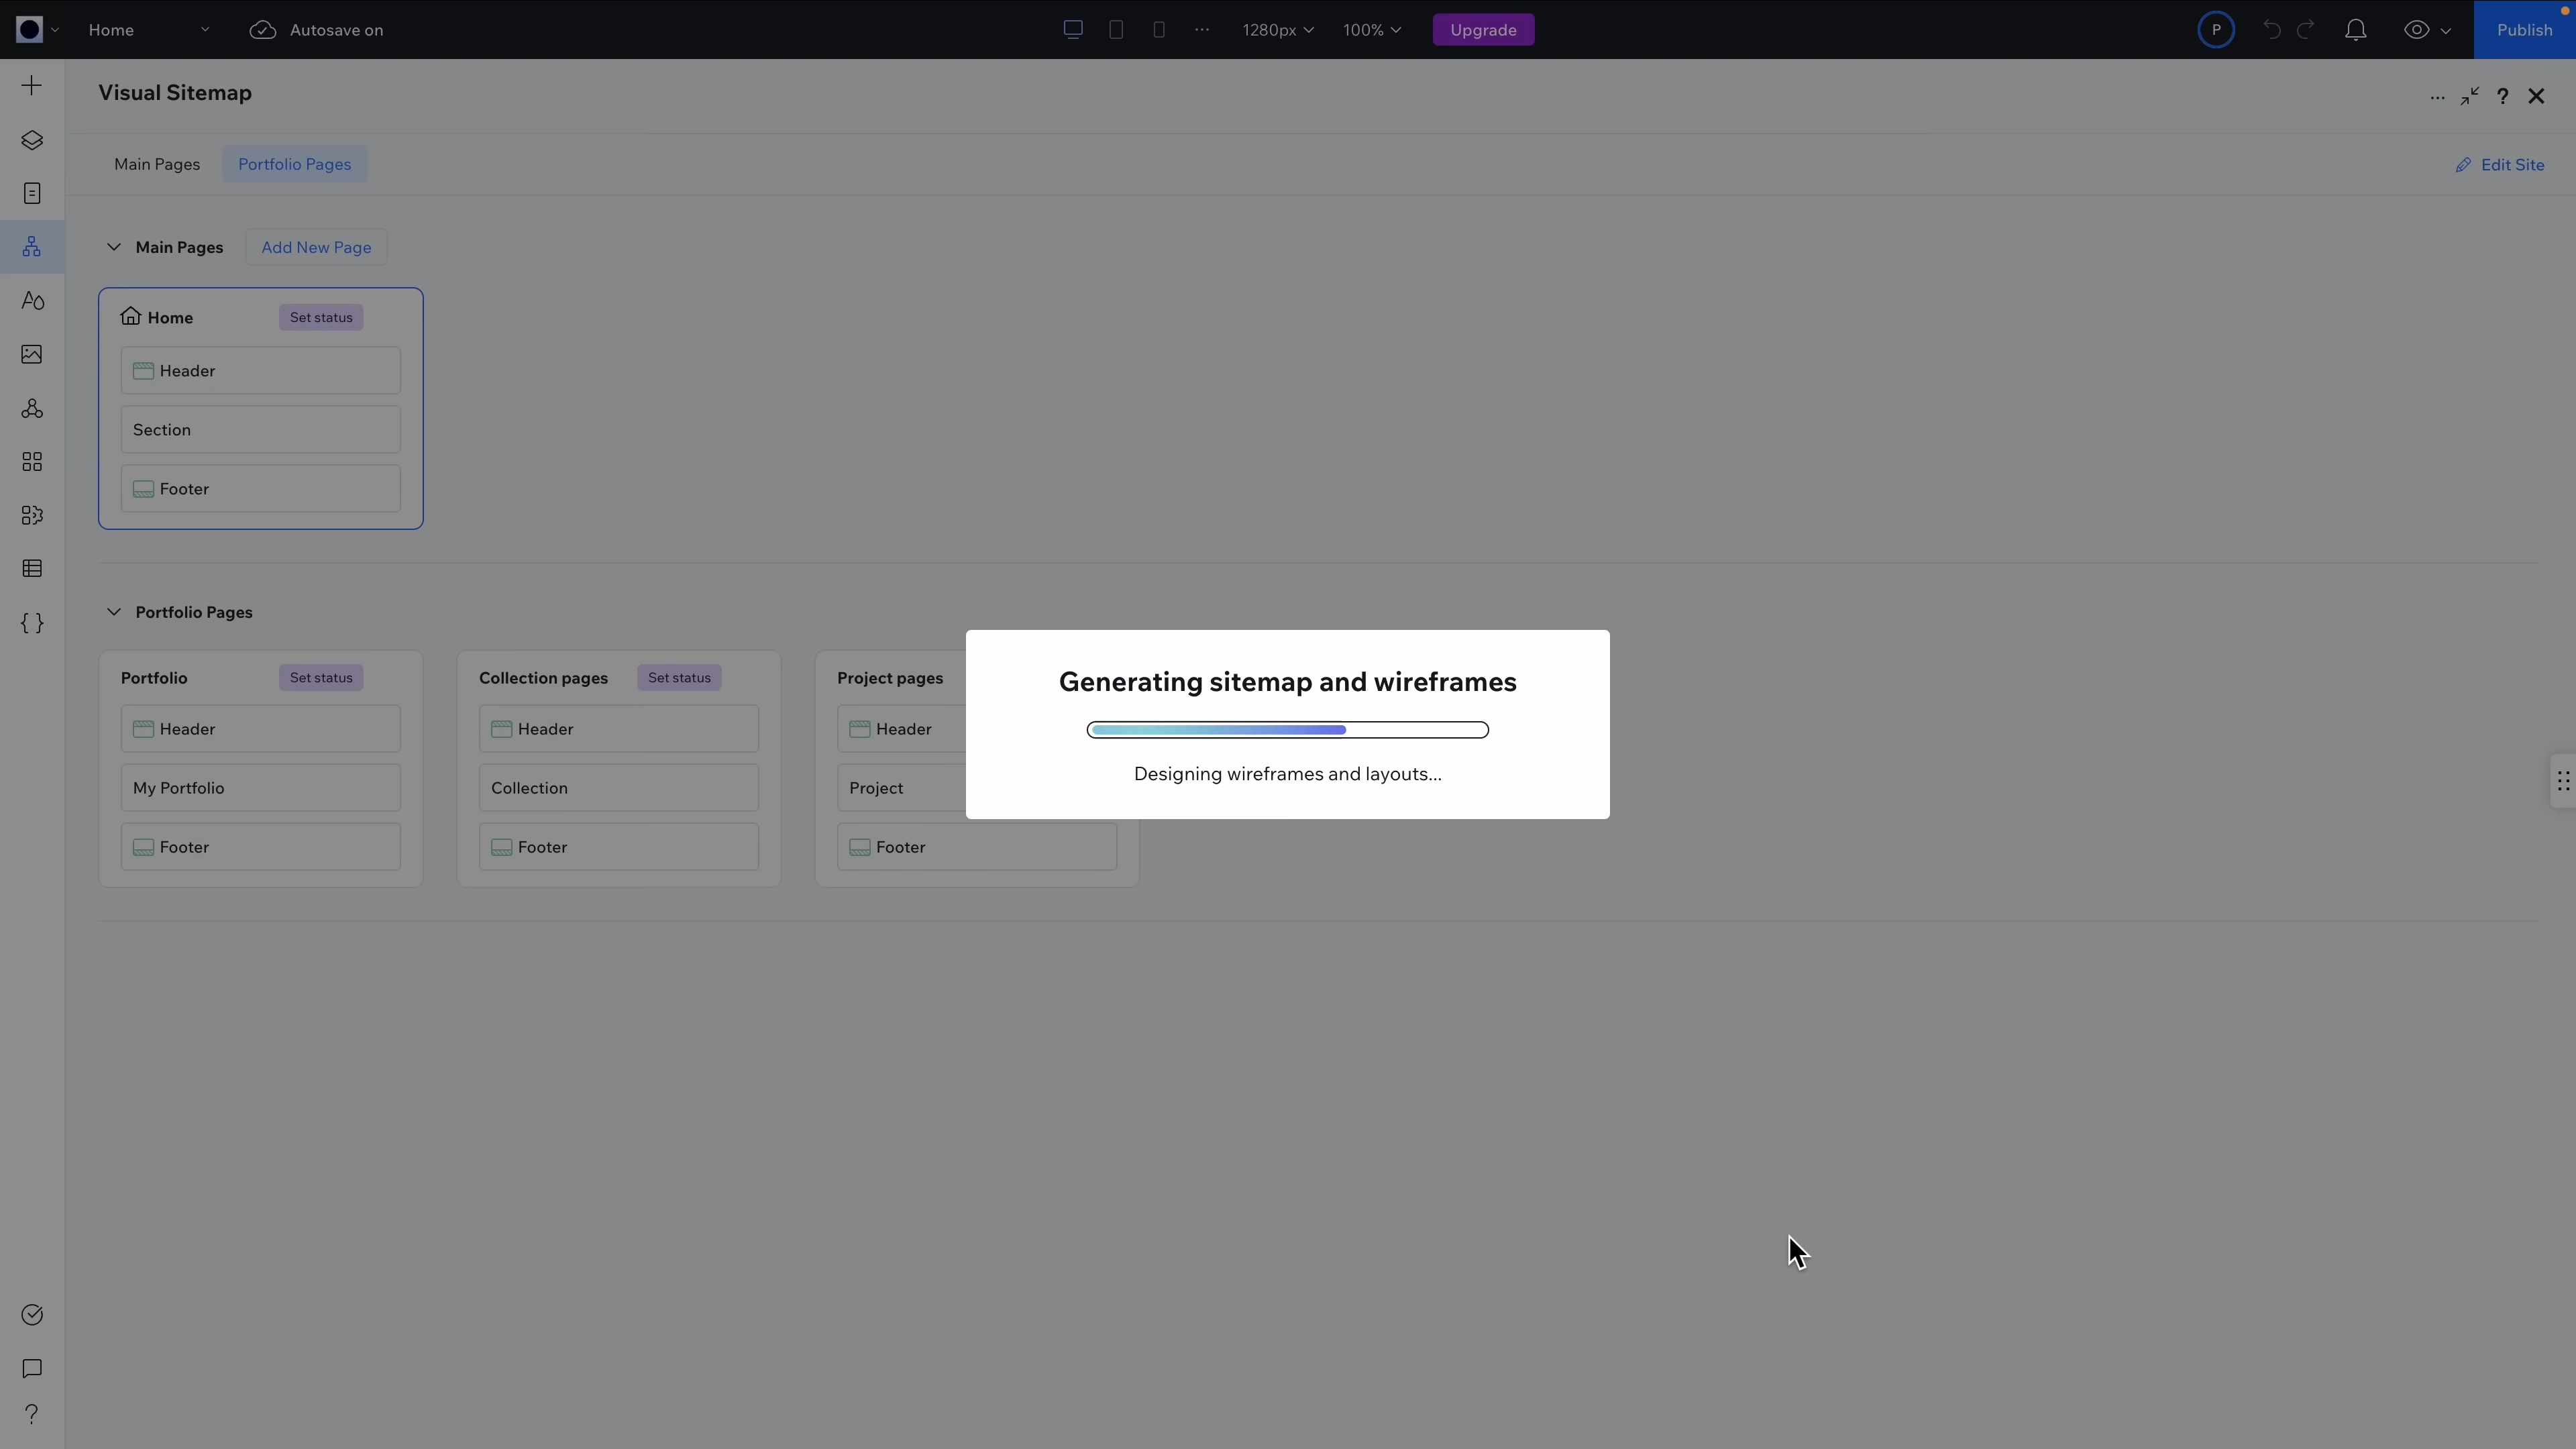 Home
Autosave on
1280px
100%
Upgrade
P
Publish
Visual Sitemap
Main Pages
Portfolio Pages
Edit Site
Main Pages
Add New Page
Home
Set status
Header
Section
Footer
Portfolio Pages
Portfolio
Set status
Header
My Portfolio
Footer
Collection pages
Set status
Header
Collection
Footer
Project pages
Header
Project
Footer
Generating sitemap and wireframes
Designing wireframes and layouts...